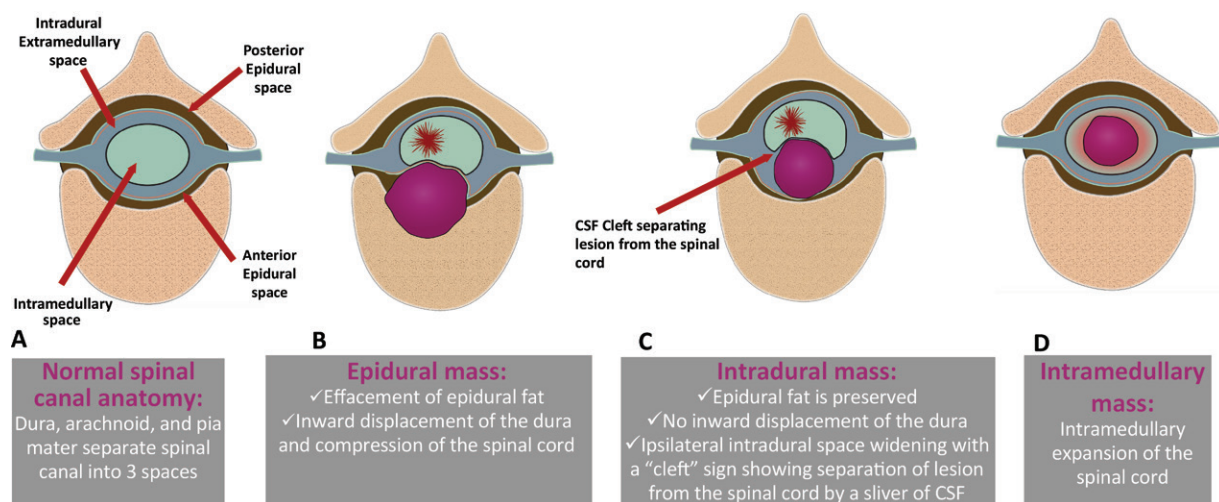 Intradural
Extramedullary
space
Posterior
Epidural
space
Anterior
Epidural
space
Intramedullary
space
CSF Cleft separating
lesion from the spinal
cord
A
Normal spinal
canal anatomy:
Dura, arachnoid, and pia
mater separate spinal
canal into 3 spaces
B
Epidural mass:
✓Effacement of epidural fat
✓Inward displacement of the dura
and compression of the spinal cord
C
Intradural mass:
✓Epidural fat is preserved
✓No inward displacement of the dura
✓Ipsilateral intradural space widening with
a “cleft” sign showing separation of lesion
from the spinal cord by a sliver of CSF
D
Intramedullary
mass:
Intramedullary
expansion of the
spinal cord